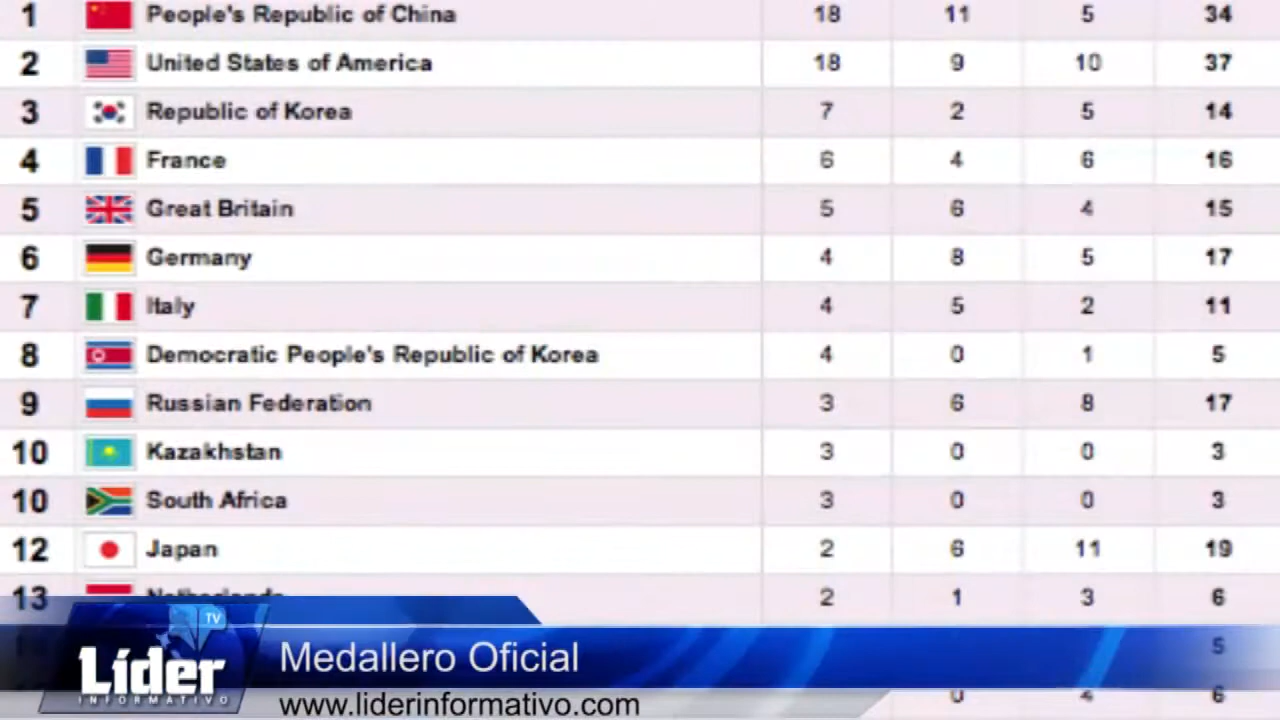 1 People's Republic of China 18 11 5 34
2 United States of America 18 9 10 37
3 Republic of Korea 7 2 5 14
4 France 6 4 6 16
5 Great Britain 5 6 4 15
6 Germany 4 8 5 17
7 Italy 4 5 2 11
8 Democratic People's Republic of Korea 4 0 1 5
9 Russian Federation 3 6 8 17
10 Kazakhstan 3 0 0 3
10 South Africa 3 0 0 3
12 Japan 2 6 11 19
13 Netherlands 2 1 3 6
5
0 4 6
TV
Líder
INFORMATIVO
Medallero Oficial
www.liderinformativo.com